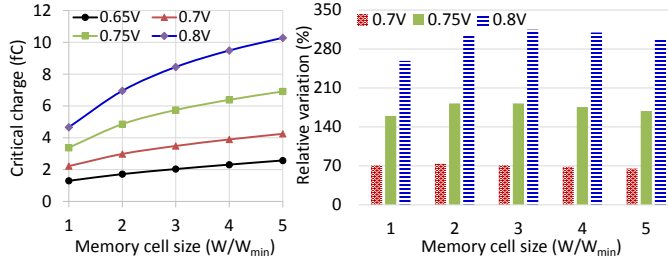 0.65V 0.7V
0.75V 0.8V
Critical charge (fC)
12
10
8
6
4
2
0
1 2 3 4 5
Memory cell size (W/Wmin)
0.7V 0.75V 0.8V
Relative variation (%)
350
280
210
140
70
0
1 2 3 4 5
Memory cell size (W/Wmin)